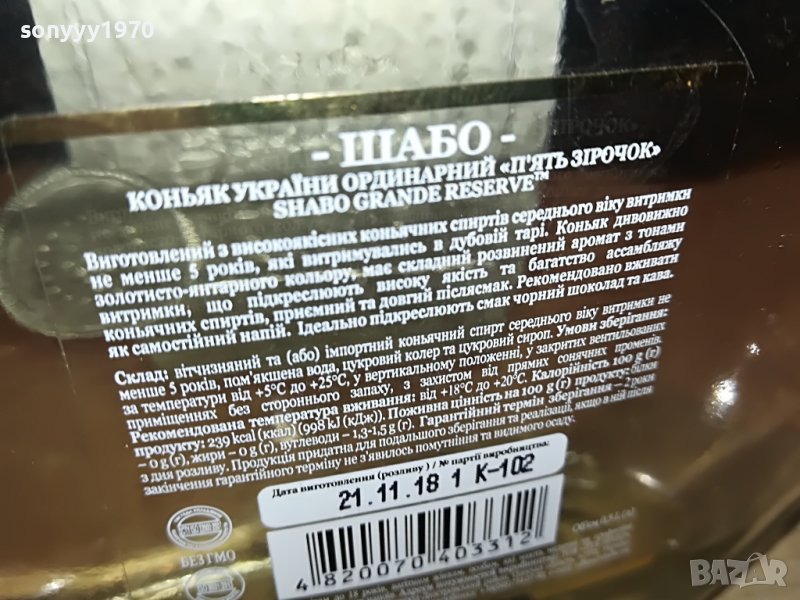 sonyyy1970
- ШАБО -
КОНЬЯК УКРАЇНИ ОРДИНАРНИЙ «П'ЯТЬ ЗІРОЧОК»
SHABO GRANDE RESERVE™
Виготовлений з високоякісних коньячних спиртів середнього віку витримки
не менше 5 років, які витримувались в дубовій тарі. Коньяк дивовижно
золотисто-янтарного кольору, має складний розвинений аромат з тонами
витримки, що підкреслюють високу якість та багатство ассамбляжу
коньячних спиртів, приємний та довгий післясмак. Рекомендовано вживати
як самостійний напій. Ідеально підкреслюють смак чорний шоколад та кава.
Склад: вітчизняний та (або) імпортний коньячний спирт середнього віку витримки не
менше 5 років, пом'якшена вода, цукровий колер та цукровий сироп. Умови зберігання:
за температури від +5°С до +25°С, у вертикальному положенні, у закритих вентильованих
приміщеннях без стороннього запаху, з захистом від прямих сонячних променів.
Рекомендована температура вживання: від +18°С до +20°С. Калорійність 100 g (г)
продукту: 239 kcal (ккал) (998 kJ (кДж)). Поживна цінність на 100 g (г) продукту: білки
– 0 g (г), жири – 0 g (г), вуглеводи – 1,3-1,5 g (г). Гарантійний термін зберігання – 2 роки
з дня розливу. Продукція придатна для подальшого зберігання та реалізації, якщо в ній після
закінчення гарантійного терміну не з'явилось помутніння та видимого осаду.
Дата виготовлення (розливу) / № партії виробництва:
21.11.18 1 К-102
БЕЗ ГМО
4 820070 403312
BAZAR